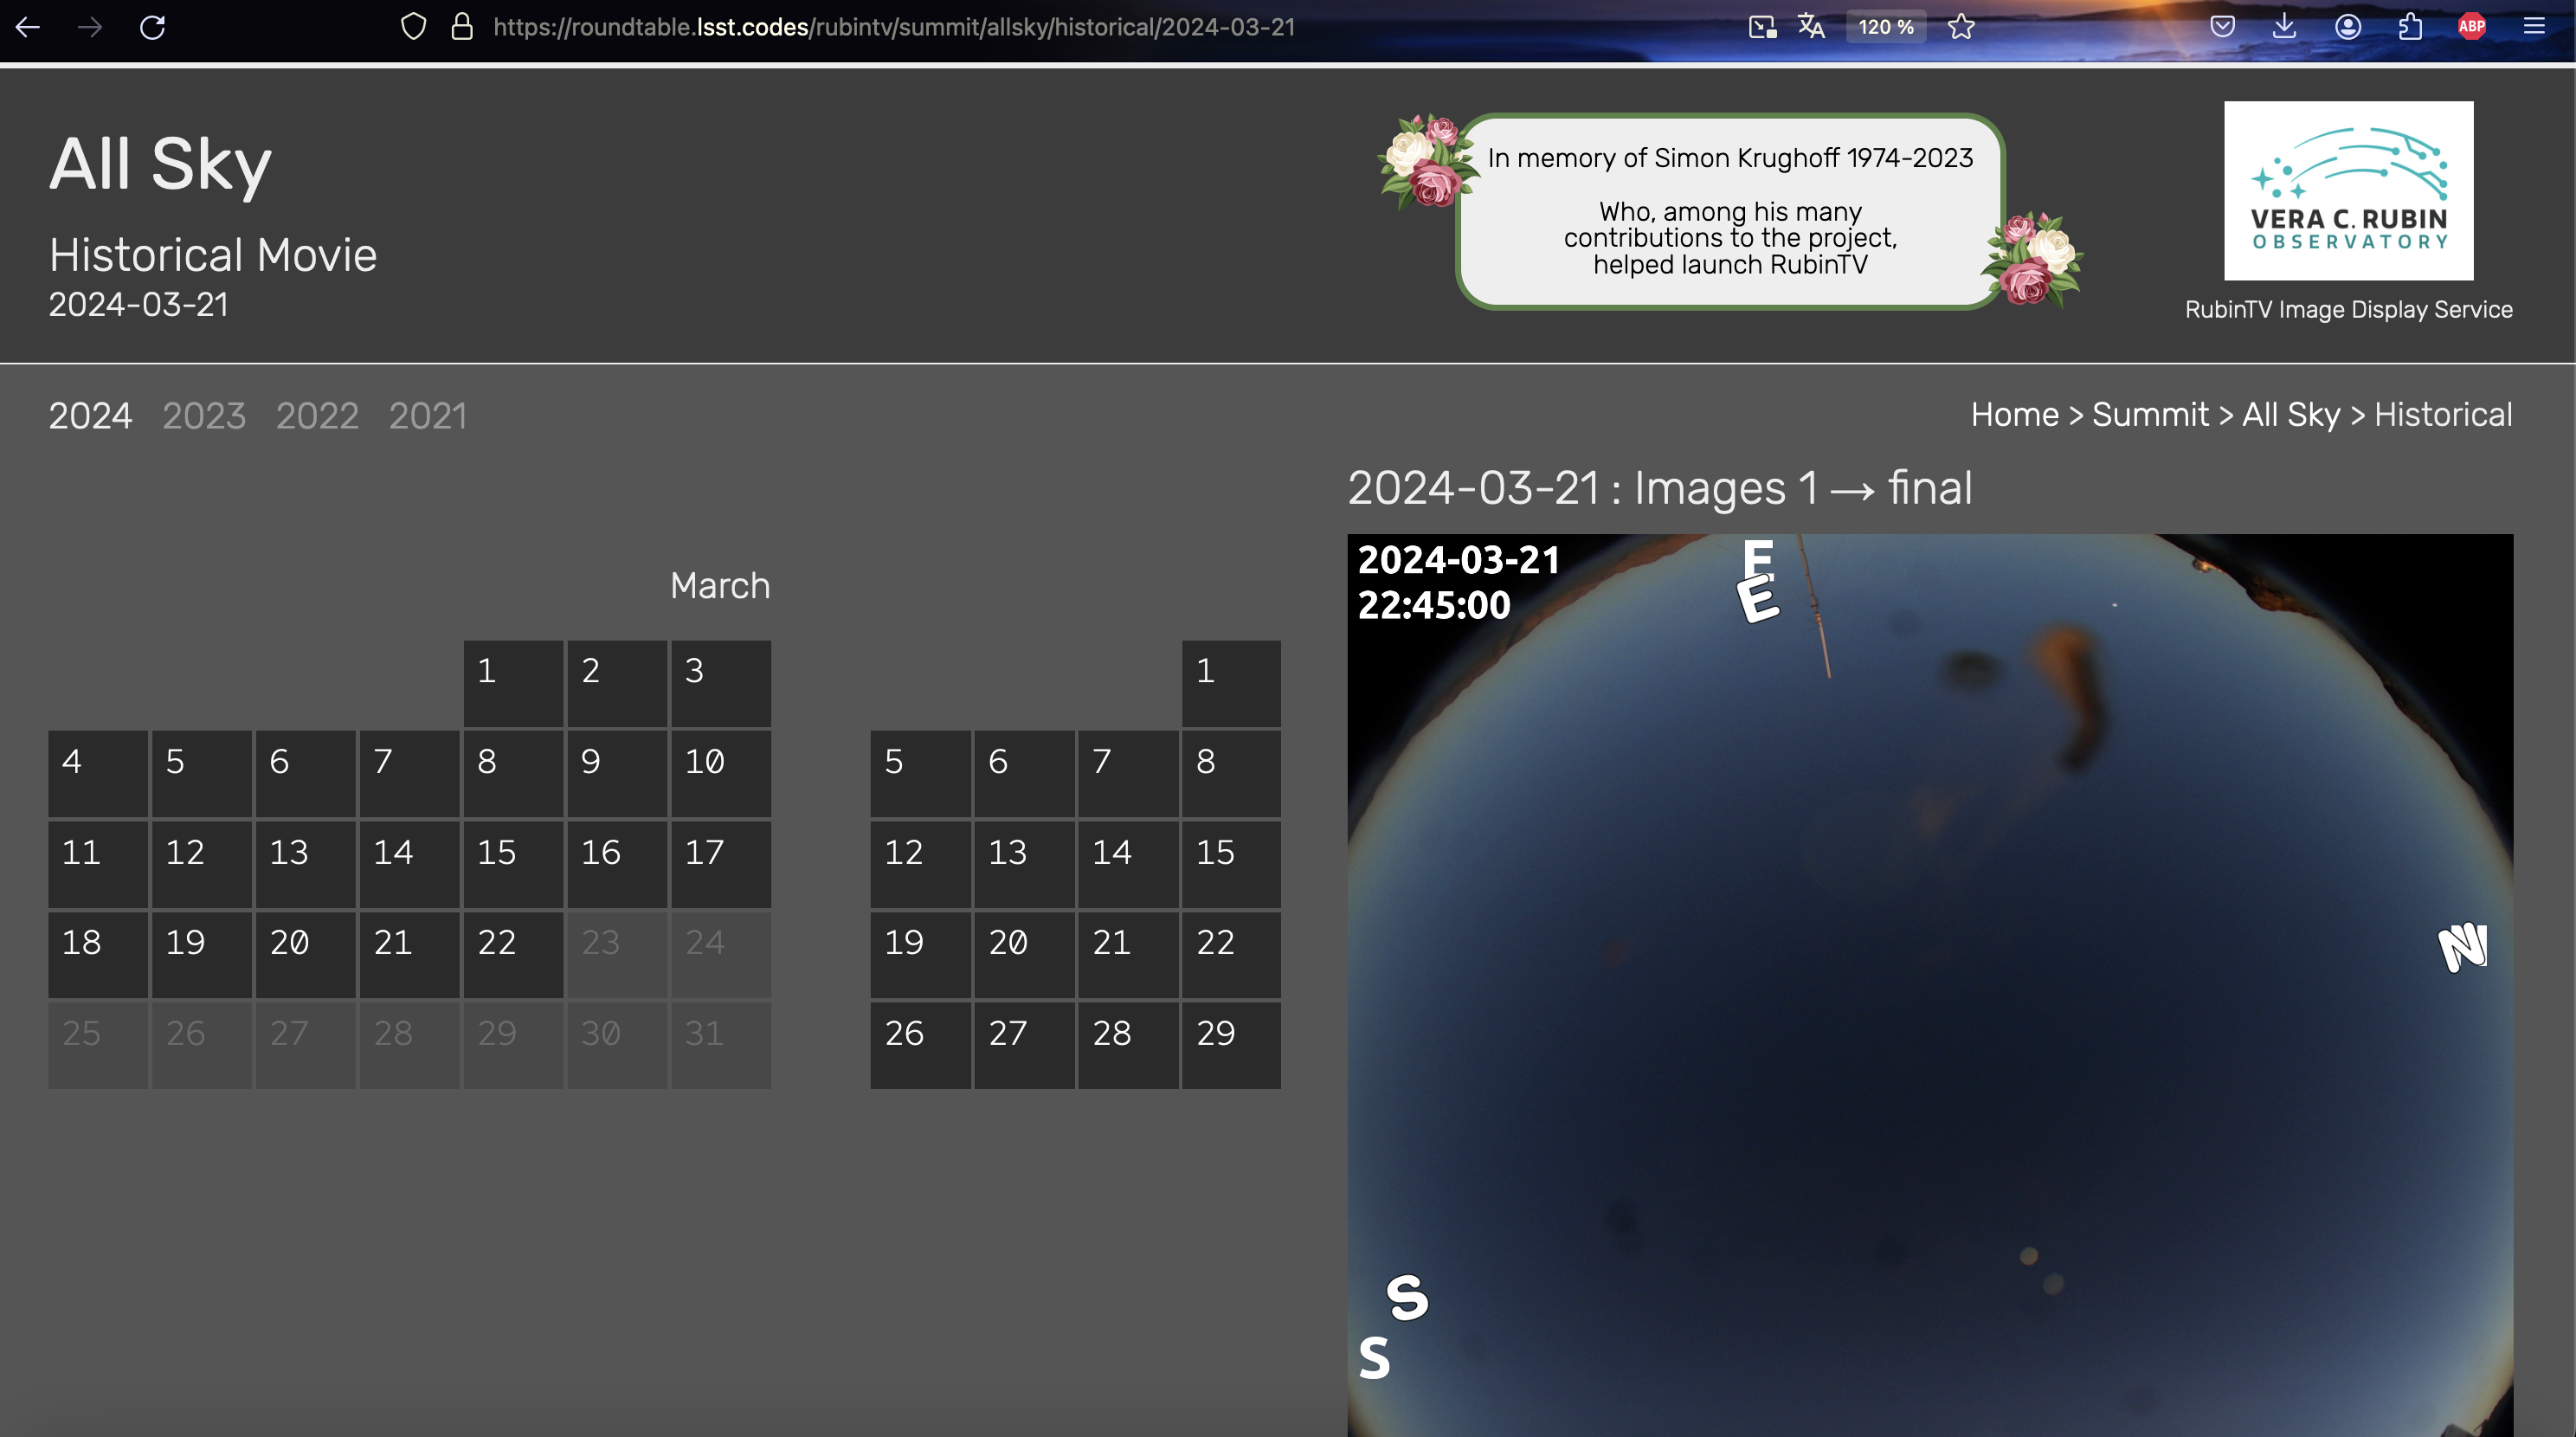 https://roundtable.lsst.codes/rubintv/summit/allsky/historical/2024-03-21
120 %
ABP
All Sky
Historical Movie
2024-03-21
In memory of Simon Krughoff 1974-2023
Who, among his many
contributions to the project,
helped launch RubinTV
VERA C. RUBIN
OBSERVATORY
RubinTV Image Display Service
2024 2023 2022 2021
Home > Summit > All Sky > Historical
March
1 2 3
4 5 6 7 8 9 10
11 12 13 14 15 16 17
18 19 20 21 22 23 24
25 26 27 28 29 30 31
1
5 6 7 8
12 13 14 15
19 20 21 22
26 27 28 29
2024-03-21 : Images 1 → final
2024-03-21
22:45:00
E
E
N
S
S